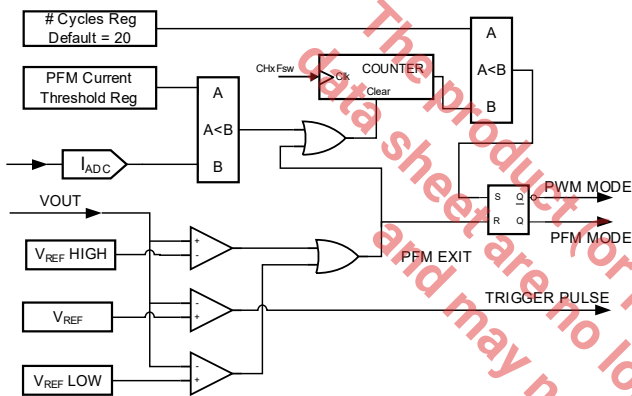 # Cycles Reg
Default = 20
PFM Current
Threshold Reg
A
A<B
B
IADC
CHx Fsw
Clk
COUNTER
Clear
A
A<B
B
S
R
Q
Q
PWM MODE
PFM MODE
VOUT
VREF HIGH
+
-
PFM EXIT
VREF
-
+
TRIGGER PULSE
VREF LOW
-
+
The product (or
data sheet are no lo
and may n